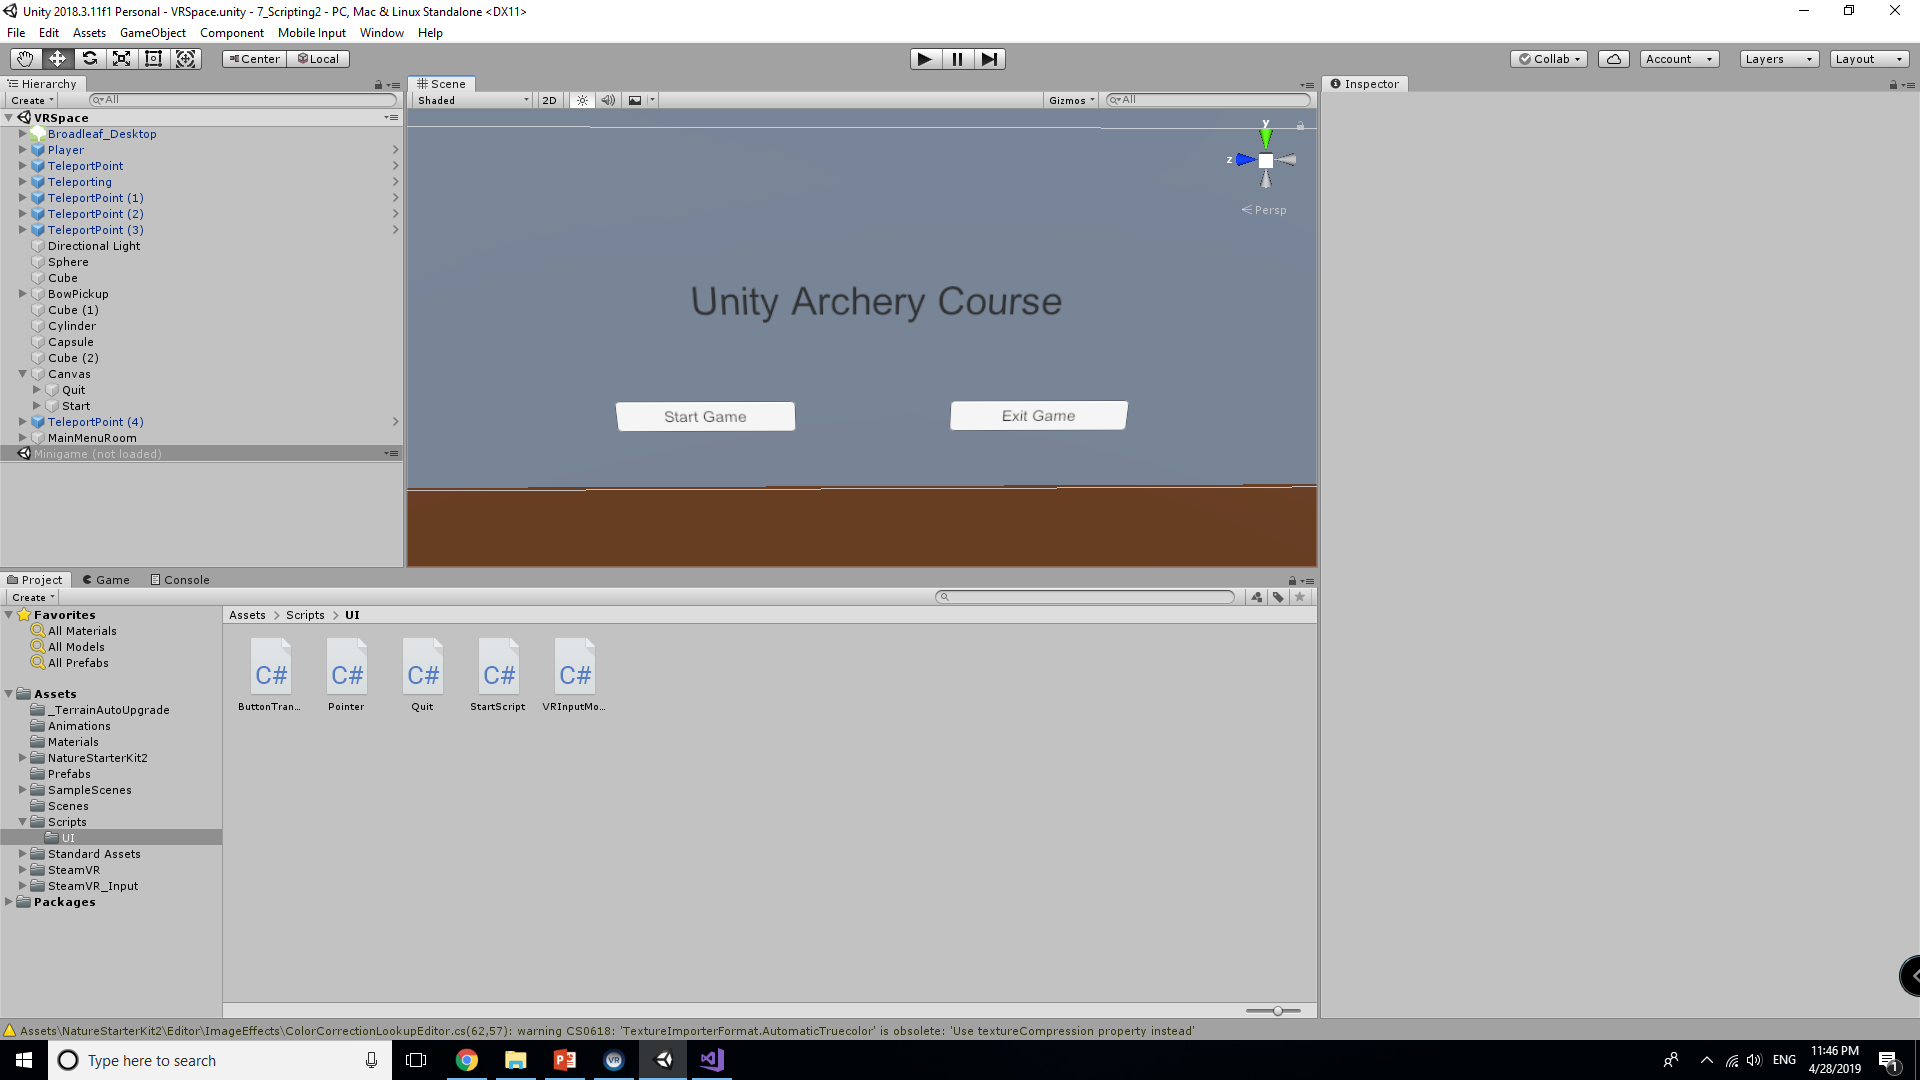 Unity 2018.3.11f1 Personal - VRSpace.unity - 7_Scripting2 - PC, Mac & Linux Standalone <DX11>
File Edit Assets GameObject Component Mobile Input Window Help
Center Local Collab Account Layers Layout
Hierarchy
Create All
VRSpace
Broadleaf_Desktop
Player
TeleportPoint
Teleporting
TeleportPoint (1)
TeleportPoint (2)
TeleportPoint (3)
Directional Light
Sphere
Cube
BowPickup
Cube (1)
Cylinder
Capsule
Cube (2)
Canvas
Quit
Start
TeleportPoint (4)
MainMenuRoom
Minigame (not loaded)
Scene
Shaded 2D Gizmos All
y
z
Persp
Unity Archery Course
Start Game Exit Game
Inspector
Project Game Console
Create
Favorites
All Materials
All Models
All Prefabs
Assets
_TerrainAutoUpgrade
Animations
Materials
NatureStarterKit2
Prefabs
SampleScenes
Scenes
Scripts
UI
Standard Assets
SteamVR
SteamVR_Input
Packages
Assets > Scripts > UI
C# C# C# C# C#
ButtonTran... Pointer Quit StartScript VRInputMo...
Assets\NatureStarterKit2\Editor\ImageEffects\ColorCorrectionLookupEditor.cs(62,57): warning CS0618: 'TextureImporterFormat.AutomaticTruecolor' is obsolete: 'Use textureCompression property instead'
Type here to search
VR
ENG
11:46 PM
4/28/2019
1